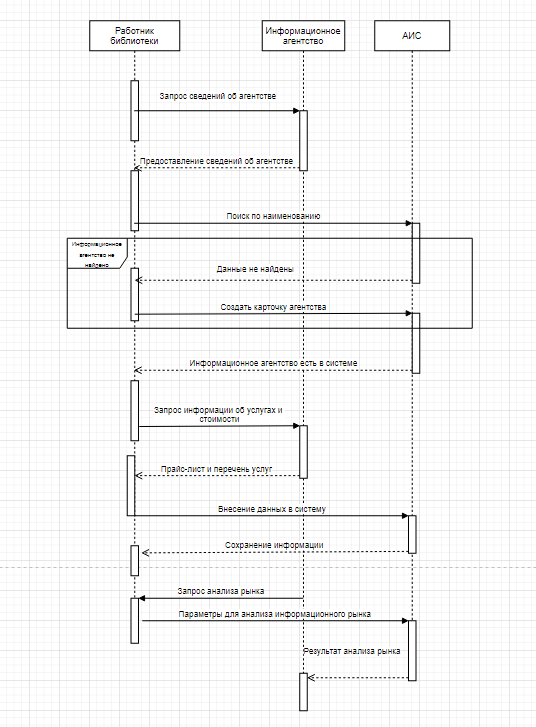 Работник
библиотеки
Информационное
агентство
АИС
Запрос сведений об агентстве
Предоставление сведений об агентстве
Поиск по наименованию
Информационное
агентство не
найдено
Данные не найдены
Создать карточку агентства
Информационное агентство есть в системе
Запрос информации об услугах и
стоимости
Прайс-лист и перечень услуг
Внесение данных в систему
Сохранение информации
Запрос анализа рынка
Параметры для анализа информационного рынка
Результат анализа рынка